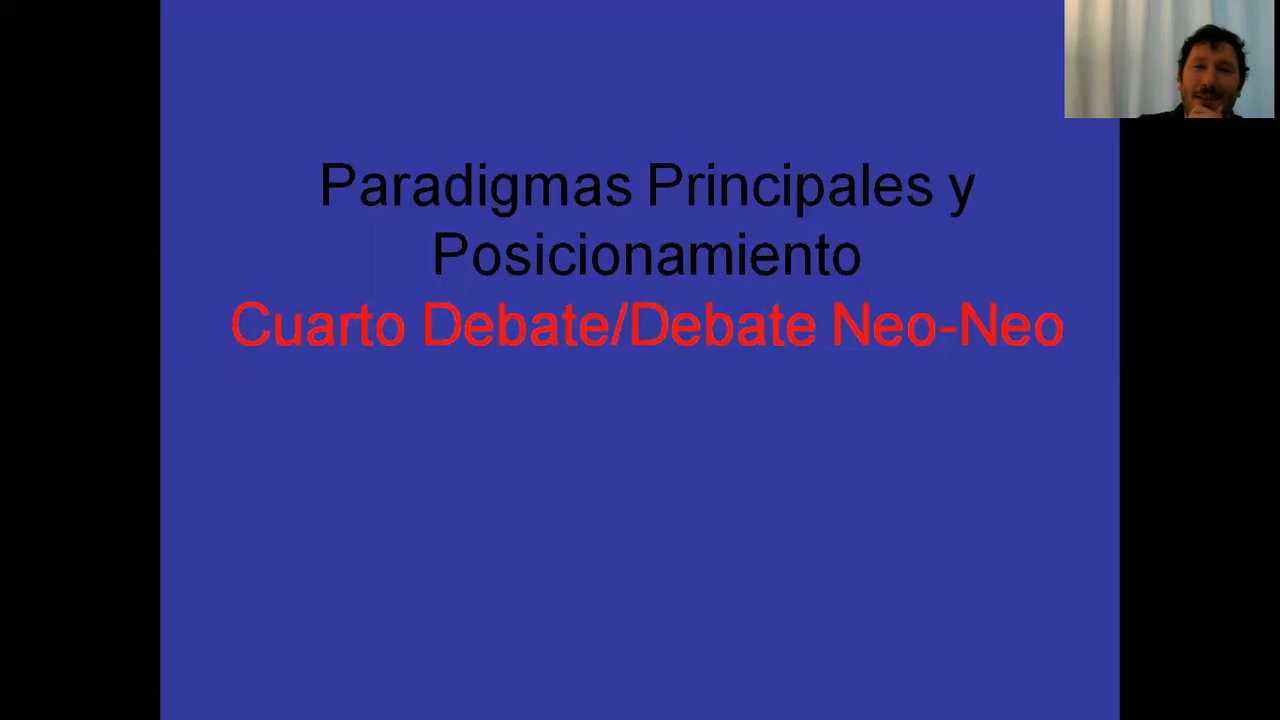 Paradigmas Principales y
Posicionamiento
Cuarto Debate/Debate Neo-Neo